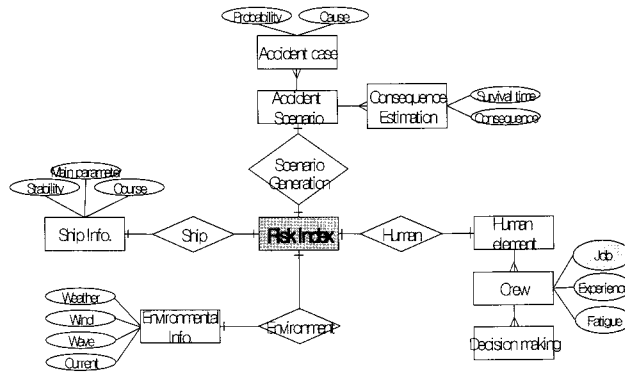 Probability
Cause
Accident case
Accident
Scenario
Consequence
Estimation
Survival time
Consequence
Scenario
Generation
Main parameter
Stability
Course
Ship Info.
Ship
Risk Index
Human
Human
element
Job
Crew
Experience
Fatigue
Decision making
Weather
Wind
Wave
Current
Environmental
Info.
Environment